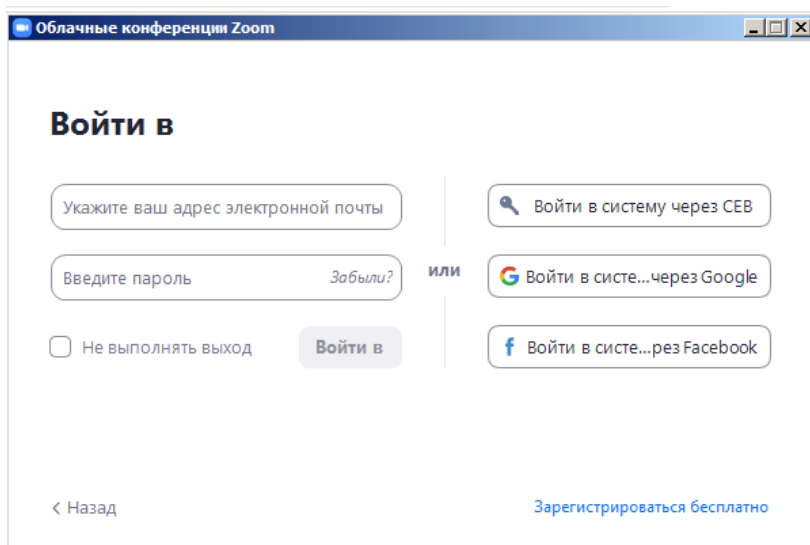 Облачные конференции Zoom
Войти в
Укажите ваш адрес электронной почты
Введите пароль Забыли?
Не выполнять выход Войти в
или
Войти в систему через СЕВ
Войти в систе...через Google
Войти в систе...рез Facebook
Назад
Зарегистрироваться бесплатно